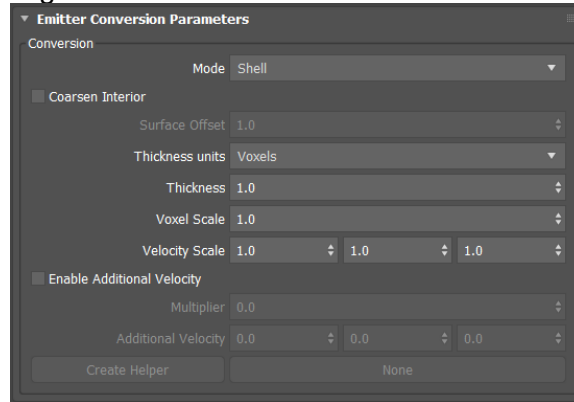 Emitter Conversion Parameters
Conversion
Mode Shell
Coarsen Interior
Surface Offset 1.0
Thickness units Voxels
Thickness 1.0
Voxel Scale 1.0
Velocity Scale 1.0 1.0 1.0
Enable Additional Velocity
Multiplier 0.0
Additional Velocity 0.0 0.0 0.0
Create Helper None